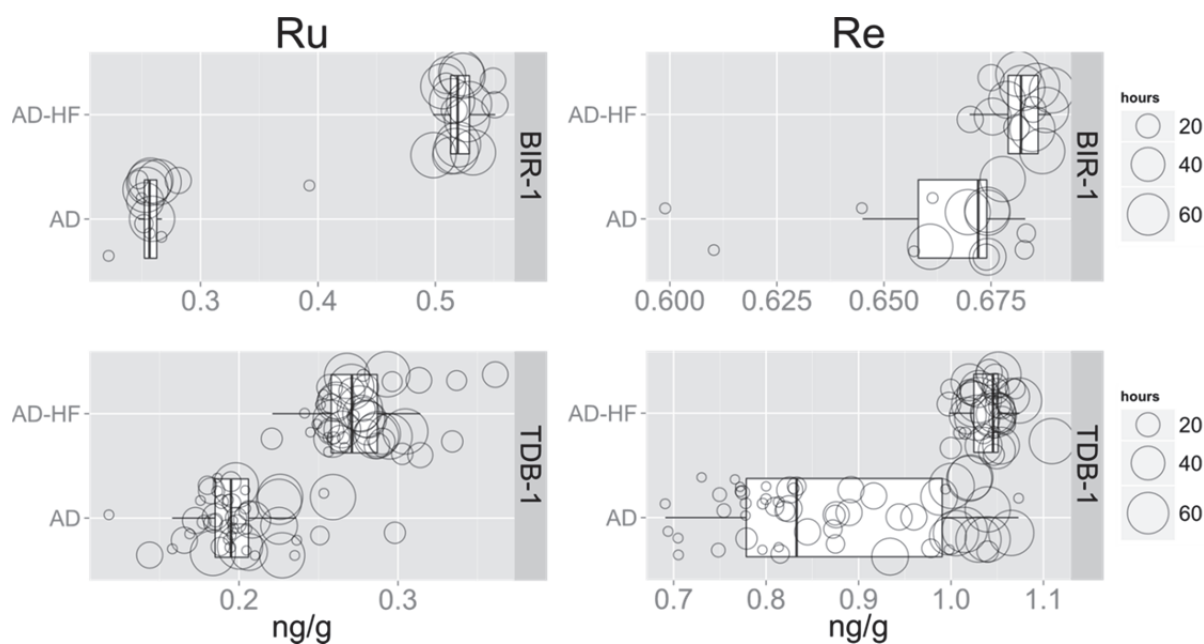 Ru
Re
AD-HF
AD
BIR-1
0.3
0.4
0.5
AD-HF
AD
BIR-1
0.600
0.625
0.650
0.675
hours
20
40
60
AD-HF
AD
TDB-1
0.2
0.3
ng/g
AD-HF
AD
TDB-1
0.7
0.8
0.9
1.0
1.1
ng/g
hours
20
40
60